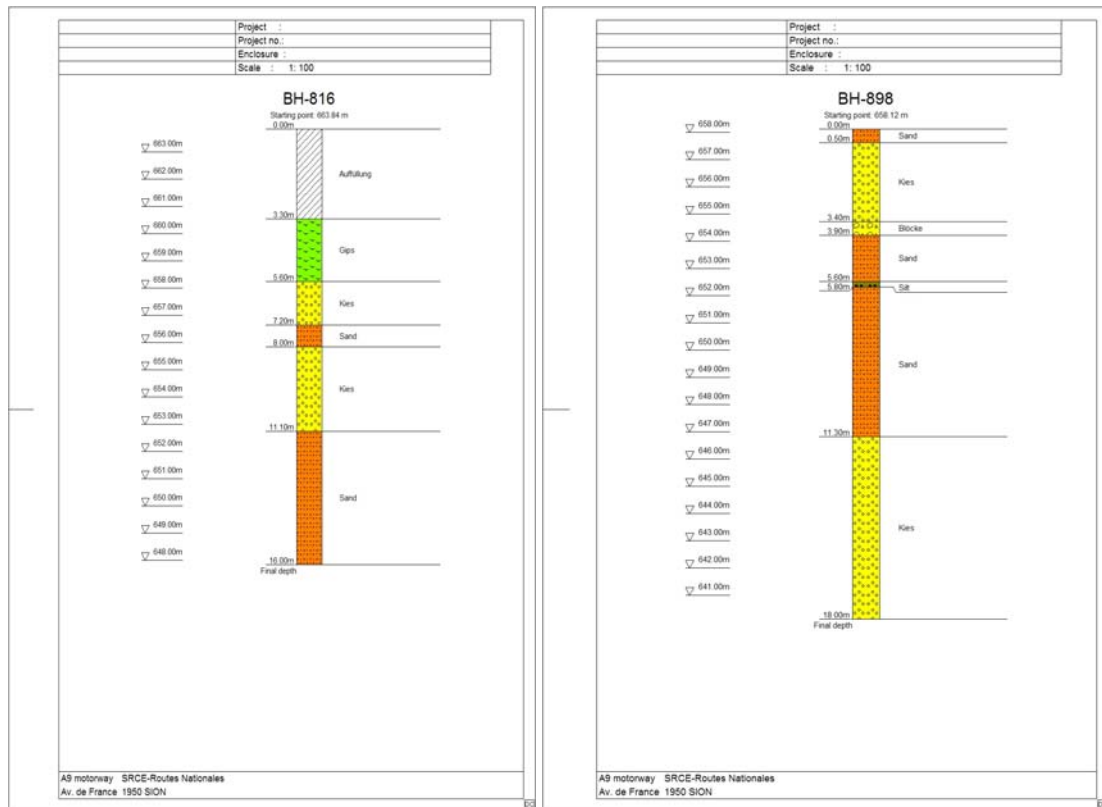 Project :
Project no.:
Enclosure :
Scale : 1: 100
BH-816
Starting point: 663.84 m
0.00m
663.00m
662.00m
Auffüllung
661.00m
3.30m
660.00m
659.00m
Gips
658.00m
5.60m
657.00m
Kies
7.20m
656.00m
Sand
8.00m
655.00m
654.00m
Kies
653.00m
11.10m
652.00m
651.00m
Sand
650.00m
649.00m
648.00m
16.00m
Final depth
A9 motorway SRCE-Routes Nationales
Av. de France 1950 SION
Project :
Project no.:
Enclosure :
Scale : 1: 100
BH-898
Starting point: 658.12 m
658.00m
0.00m
Sand
0.50m
657.00m
656.00m
Kies
655.00m
3.40m
Blöcke
654.00m
3.90m
653.00m
Sand
5.60m
652.00m
5.80m
Silt
651.00m
650.00m
649.00m
Sand
648.00m
647.00m
11.30m
646.00m
645.00m
644.00m
Kies
643.00m
642.00m
641.00m
18.00m
Final depth
A9 motorway SRCE-Routes Nationales
Av. de France 1950 SION